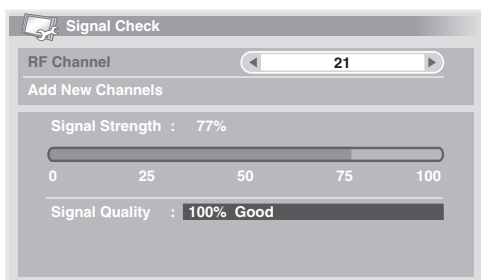 Signal Check
RF Channel 21
Add New Channels
Signal Strength : 77%
0 25 50 75 100
Signal Quality : 100% Good